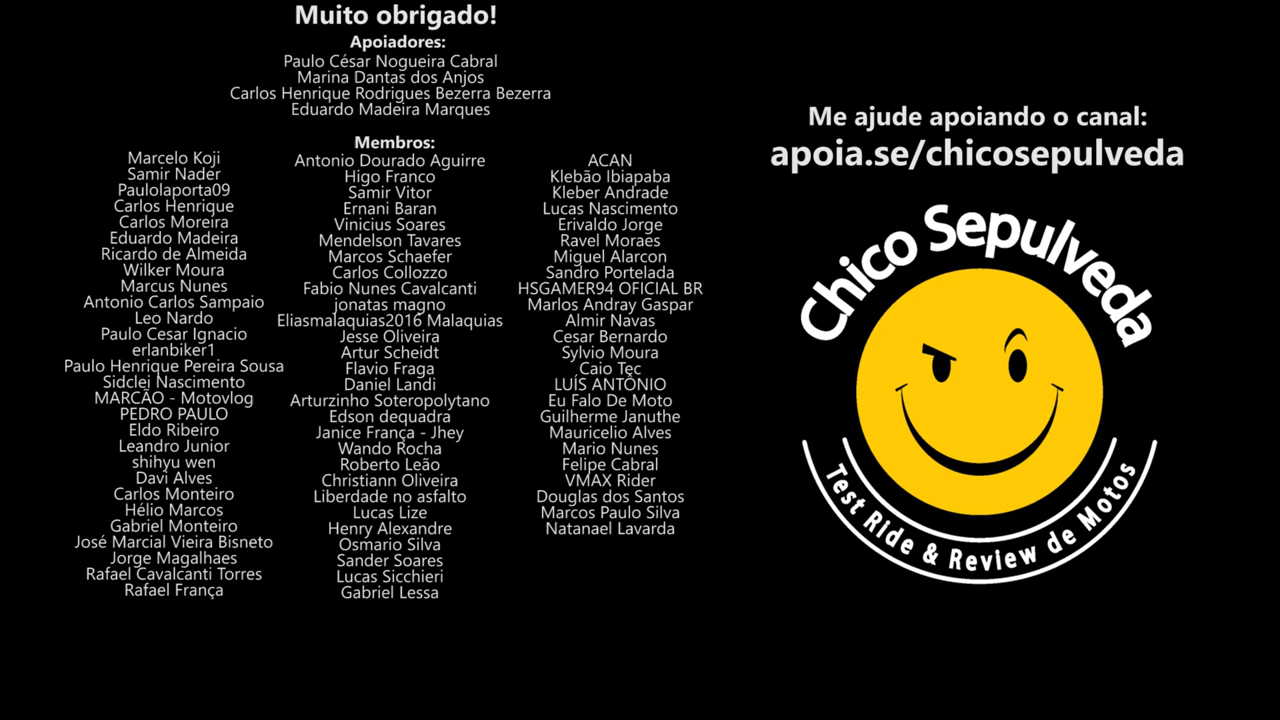 Muito obrigado!
Apoiadores:
Paulo César Nogueira Cabral
Marina Dantas dos Anjos
Carlos Henrique Rodrigues Bezerra Bezerra
Eduardo Madeira Marques
Membros:
Marcelo Koji
Samir Nader
Paulolaporta09
Carlos Henrique
Carlos Moreira
Eduardo Madeira
Ricardo de Almeida
Wilker Moura
Marcus Nunes
Antonio Carlos Sampaio
Leo Nardo
Paulo Cesar Ignacio
erlanbiker1
Paulo Henrique Pereira Sousa
Sidclei Nascimento
MARCÃO - Motovlog
PEDRO PAULO
Eldo Ribeiro
Leandro Junior
shihyu wen
Davi Alves
Carlos Monteiro
Hélio Marcos
Gabriel Monteiro
José Marcial Vieira Bisneto
Jorge Magalhaes
Rafael Cavalcanti Torres
Rafael França
Antonio Dourado Aguirre
Higo Franco
Samir Vitor
Ernani Baran
Vinicius Soares
Mendelson Tavares
Marcos Schaefer
Carlos Collozzo
Fabio Nunes Cavalcanti
jonatas magno
Eliasmalaquias2016 Malaquias
Jesse Oliveira
Artur Scheidt
Flavio Fraga
Daniel Landi
Arturzinho Soteropolytano
Edson dequadra
Janice França - Jhey
Wando Rocha
Roberto Leão
Christiann Oliveira
Liberdade no asfalto
Lucas Lize
Henry Alexandre
Osmario Silva
Sander Soares
Lucas Sicchieri
Gabriel Lessa
ACAN
Klebão Ibiapaba
Kleber Andrade
Lucas Nascimento
Erivaldo Jorge
Ravel Moraes
Miguel Alarcon
Sandro Portelada
HSGAMER94 OFICIAL BR
Marlos Andray Gaspar
Almir Navas
Cesar Bernardo
Sylvio Moura
Caio Tec
LUÍS ANTÔNIO
Eu Falo De Moto
Guilherme Januthe
Mauricelio Alves
Mario Nunes
Felipe Cabral
VMAX Rider
Douglas dos Santos
Marcos Paulo Silva
Natanael Lavarda
Me ajude apoiando o canal:
apoia.se/chicosepulveda
Chico Sepulveda
Test Ride & Review de Motos